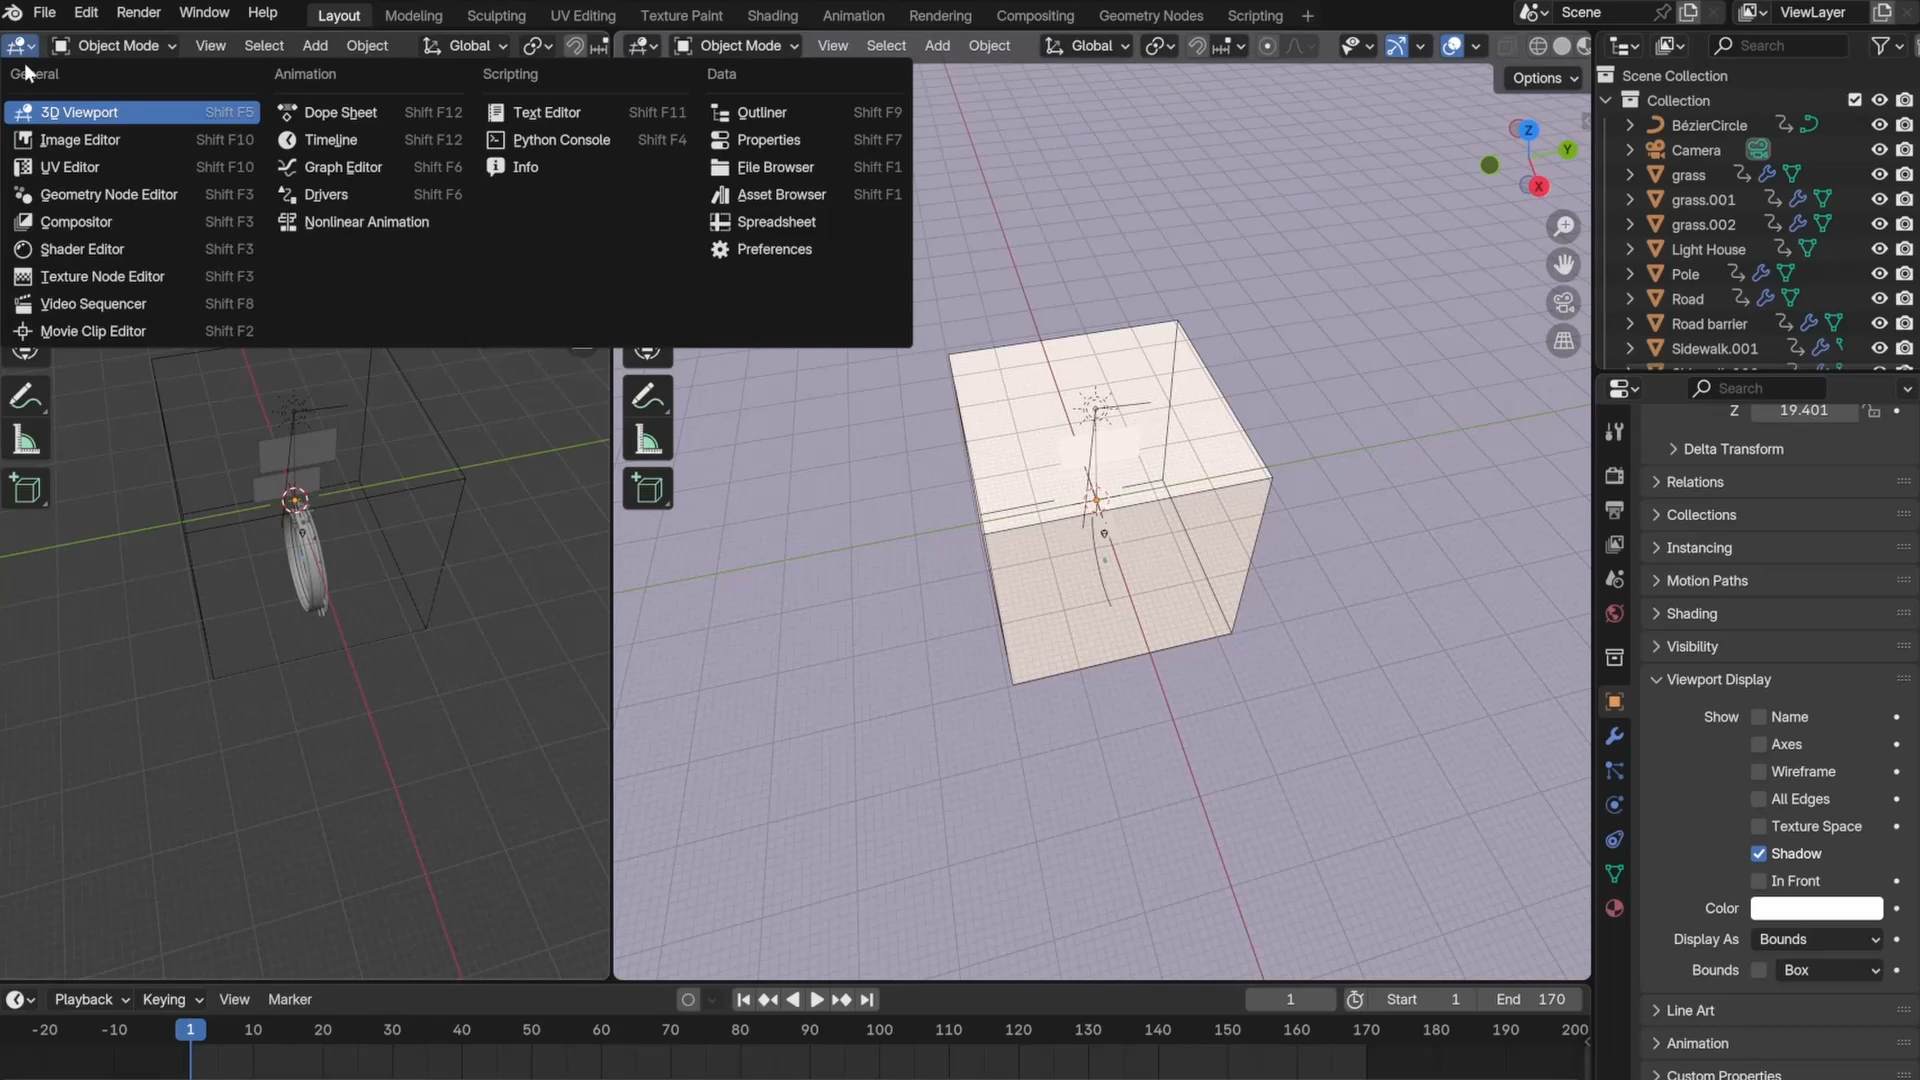 File Edit Render Window Help Layout Modeling Sculpting UV Editing Texture Paint Shading Animation Rendering Compositing Geometry Nodes Scripting + Scene ViewLayer
Object Mode View Select Add Object Global Object Mode View Select Add Object Global Search
General Animation Scripting Data Options Scene Collection
Collection
3D Viewport Shift F5 Dope Sheet Shift F12 Text Editor Shift F11 Outliner Shift F9
Image Editor Shift F10 Timeline Shift F12 Python Console Shift F4 Properties Shift F7
UV Editor Shift F10 Graph Editor Shift F6 Info File Browser Shift F1
Geometry Node Editor Shift F3 Drivers Shift F6 Asset Browser Shift F1
Compositor Shift F3 Nonlinear Animation Spreadsheet
Shader Editor Shift F3 Preferences
Texture Node Editor Shift F3
Video Sequencer Shift F8
Movie Clip Editor Shift F2
Z
Y
X
BézierCircle
Camera
grass
grass.001
grass.002
Light House
Pole
Road
Road barrier
Sidewalk.001
Search
Z 19.401
Delta Transform
Relations
Collections
Instancing
Motion Paths
Shading
Visibility
Viewport Display
Show Name
Axes
Wireframe
All Edges
Texture Space
Shadow
In Front
Color
Display As Bounds
Bounds Box
Line Art
Animation
Custom Properties
Playback Keying View Marker 1 Start 1 End 170
-20 -10 1 10 20 30 40 50 60 70 80 90 100 110 120 130 140 150 160 170 180 190 200